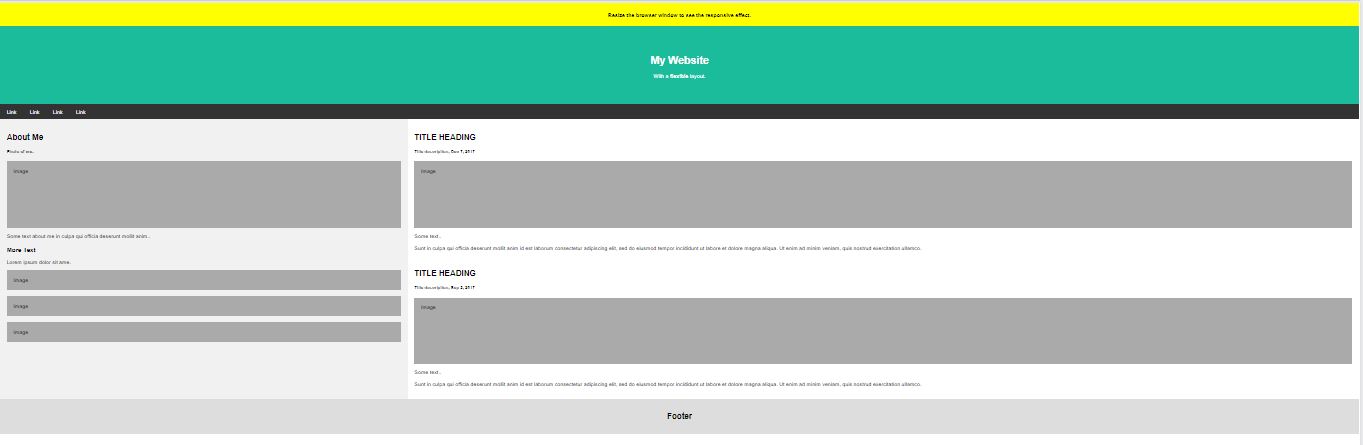 Resize the browser window to see the responsive effect.
My Website
With a flexible layout.
Link Link Link Link
About Me
Photo of me:
Image
Some text about me in culpa qui officia deserunt mollit anim..
More Text
Lorem ipsum dolor sit ame.
Image
Image
Image
TITLE HEADING
Title description, Dec 7, 2017
Image
Some text..
Sunt in culpa qui officia deserunt mollit anim id est laborum consectetur adipiscing elit, sed do eiusmod tempor incididunt ut labore et dolore magna aliqua. Ut enim ad minim veniam, quis nostrud exercitation ullamco.
TITLE HEADING
Title description, Sep 2, 2017
Image
Some text..
Sunt in culpa qui officia deserunt mollit anim id est laborum consectetur adipiscing elit, sed do eiusmod tempor incididunt ut labore et dolore magna aliqua. Ut enim ad minim veniam, quis nostrud exercitation ullamco.
Footer